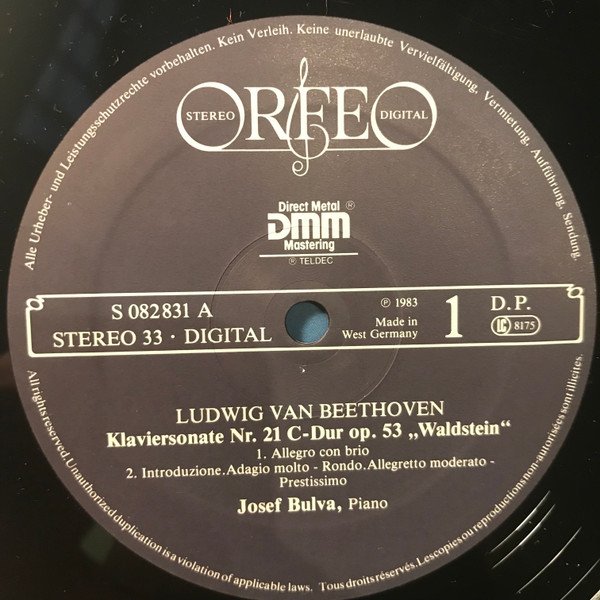 Alle Urheber- und Leistungsschutzrechte vorbehalten. Kein Verleih. Keine unerlaubte Vervielfältigung, Vermietung, Aufführung, Sendung.
ORFEO
STEREO DIGITAL
Direct Metal ®
DMM
Mastering
® TELDEC
S 082831 A
STEREO 33 · DIGITAL
℗ 1983
Made in
West Germany
1
D.P.
LC 8175
LUDWIG VAN BEETHOVEN
Klaviersonate Nr. 21 C-Dur op. 53 „Waldstein“
1. Allegro con brio
2. Introduzione. Adagio molto - Rondo. Allegretto moderato -
Prestissimo
Josef Bulva, Piano
All rights reserved. Unauthorized duplication is a violation of applicable laws. Tous droits réservés. Les copies ou reproductions non-autorisées sont illicites.